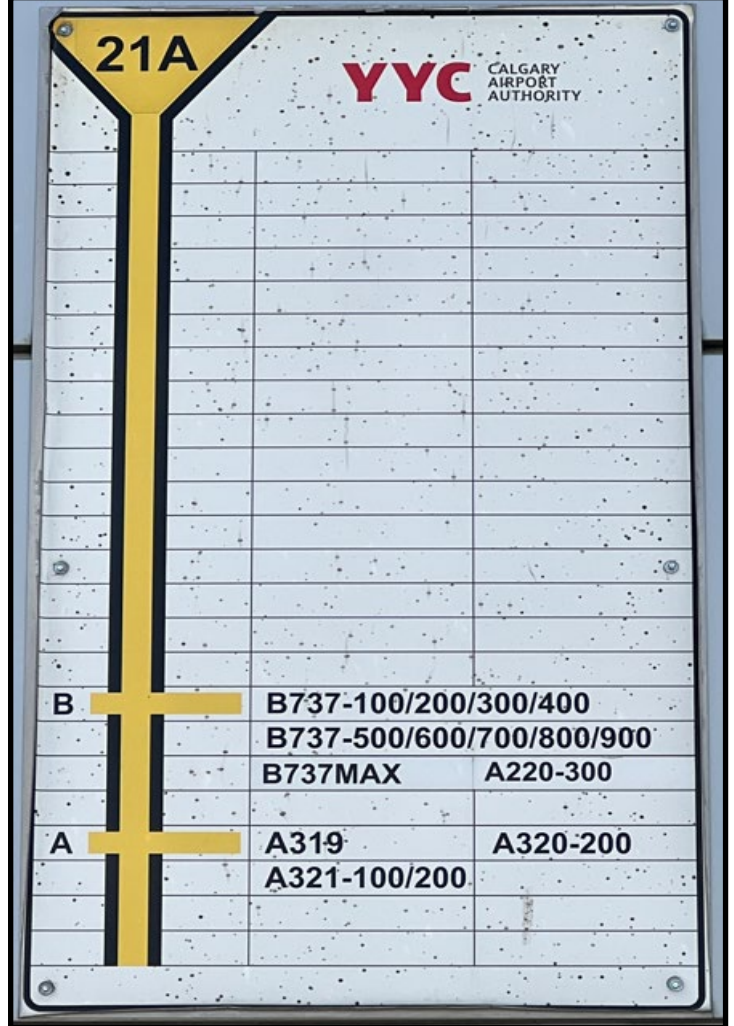 21A
YYC CALGARY
AIRPORT
AUTHORITY
B B737-100/200/300/400
B737-500/600/700/800/900
B737MAX A220-300
A A319 A320-200
A321-100/200